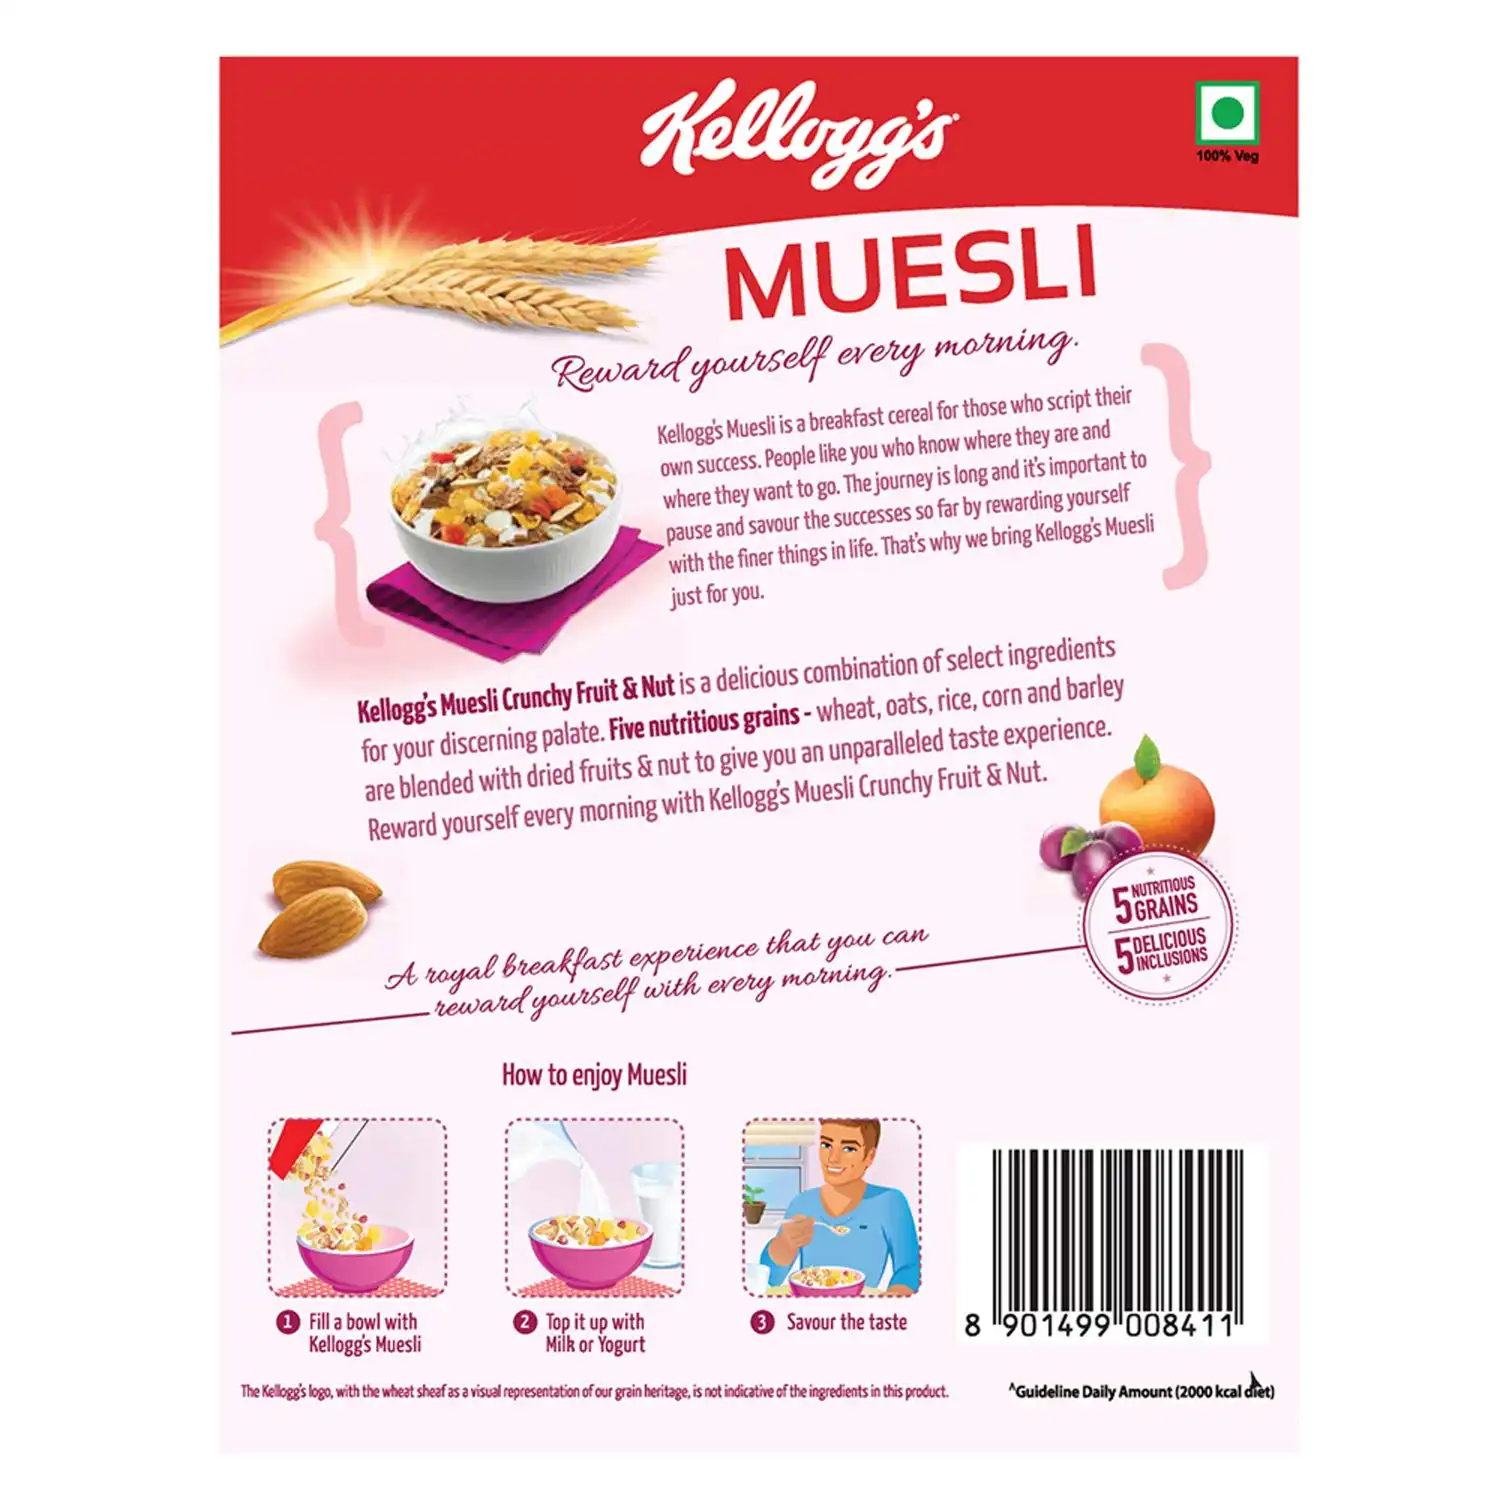 Kellogg's
100% Veg
MUESLI
Reward yourself every morning.
Kellogg's Muesli is a breakfast cereal for those who script their
own success. People like you who know where they are and
where they want to go. The journey is long and it's important to
pause and savour the successes so far by rewarding yourself
with the finer things in life. That's why we bring Kellogg's Muesli
just for you.
Kellogg's Muesli Crunchy Fruit & Nut is a delicious combination of select ingredients
for your discerning palate. Five nutritious grains - wheat, oats, rice, corn and barley
are blended with dried fruits & nut to give you an unparalleled taste experience.
Reward yourself every morning with Kellogg's Muesli Crunchy Fruit & Nut.
5 NUTRITIOUS
GRAINS
5 DELICIOUS
INCLUSIONS
A royal breakfast experience that you can
reward yourself with every morning.
How to enjoy Muesli
1 Fill a bowl with
Kellogg's Muesli
2 Top it up with
Milk or Yogurt
3 Savour the taste
8 901499 008411
The Kellogg's logo, with the wheat sheaf as a visual representation of our grain heritage, is not indicative of the ingredients in this product.
^Guideline Daily Amount (2000 kcal diet)